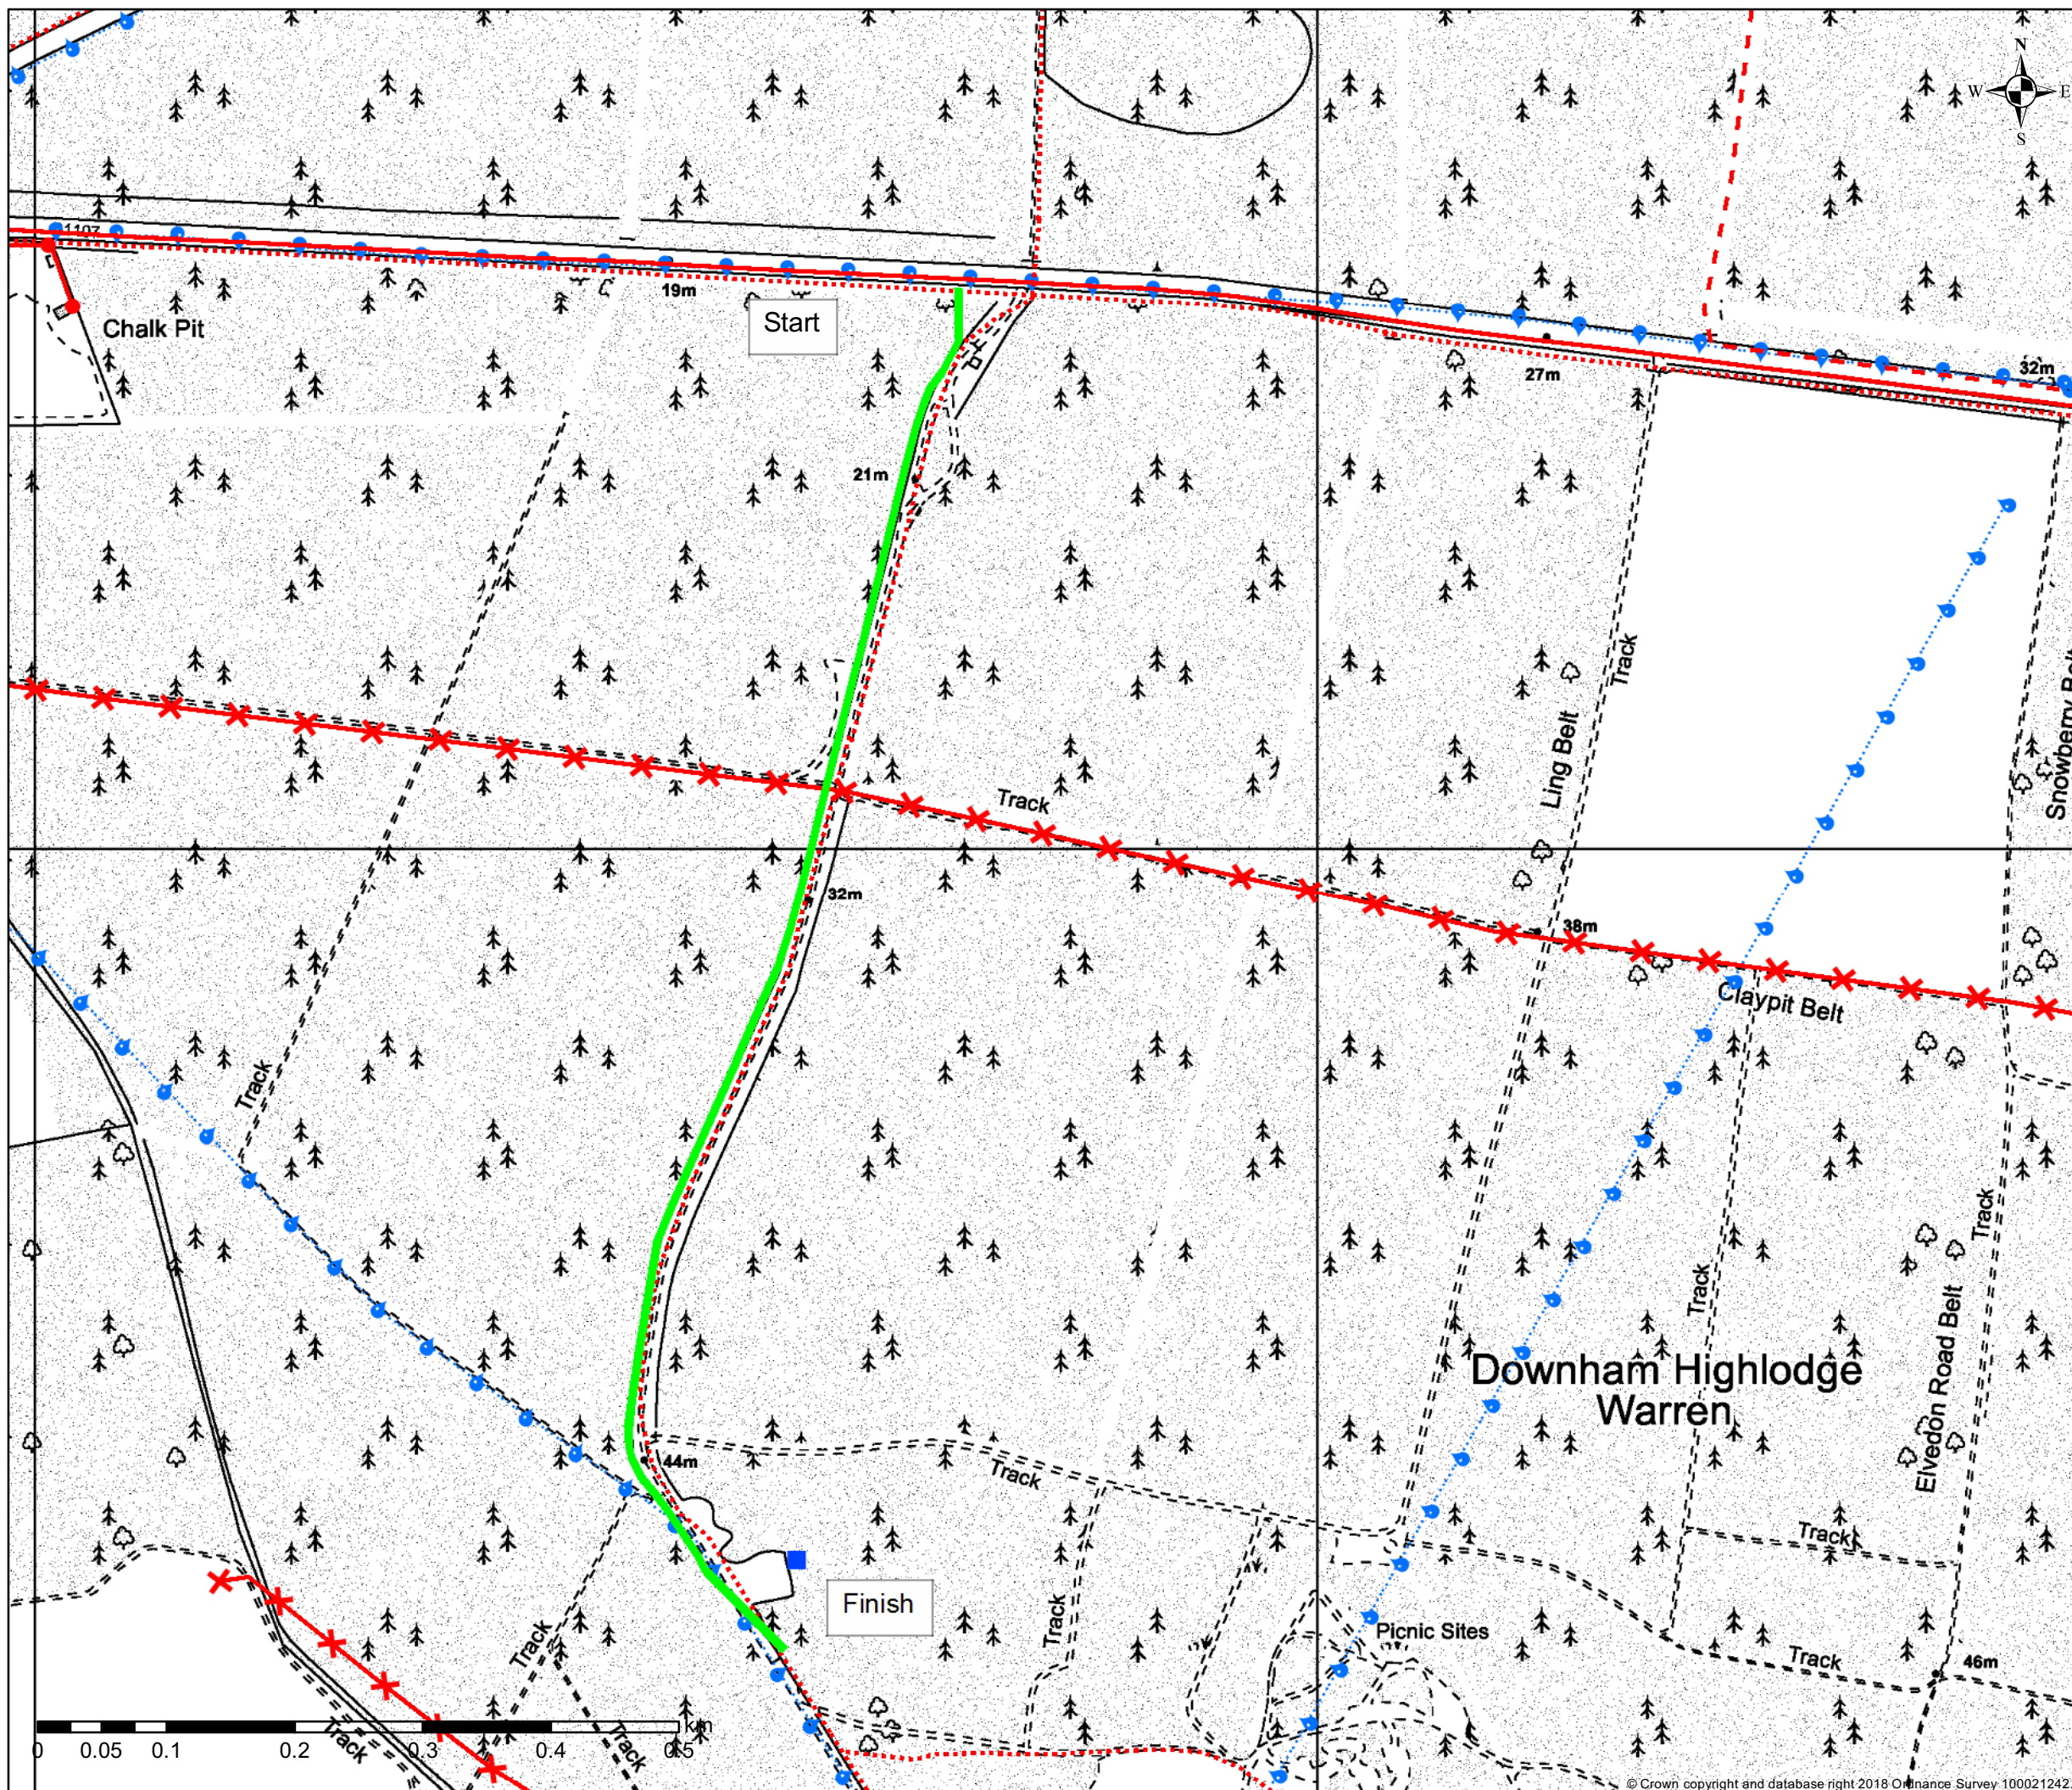 N
W
E
S
1107
19m
Start
Chalk Pit
27m
32m
21m
Track
Ling Belt
Track
32m
38m
Claypit Belt
Track
Downham Highlodge
Warren
Elvedon Road Belt
Track
Track
44m
Track
Track
Finish
Track
Picnic Sites
Track
Track
46m
Track
Track
km
0
0.05
0.1
0.2
0.3
0.4
0.5
© Crown copyright and database right 2018 Ordnance Survey 100021242